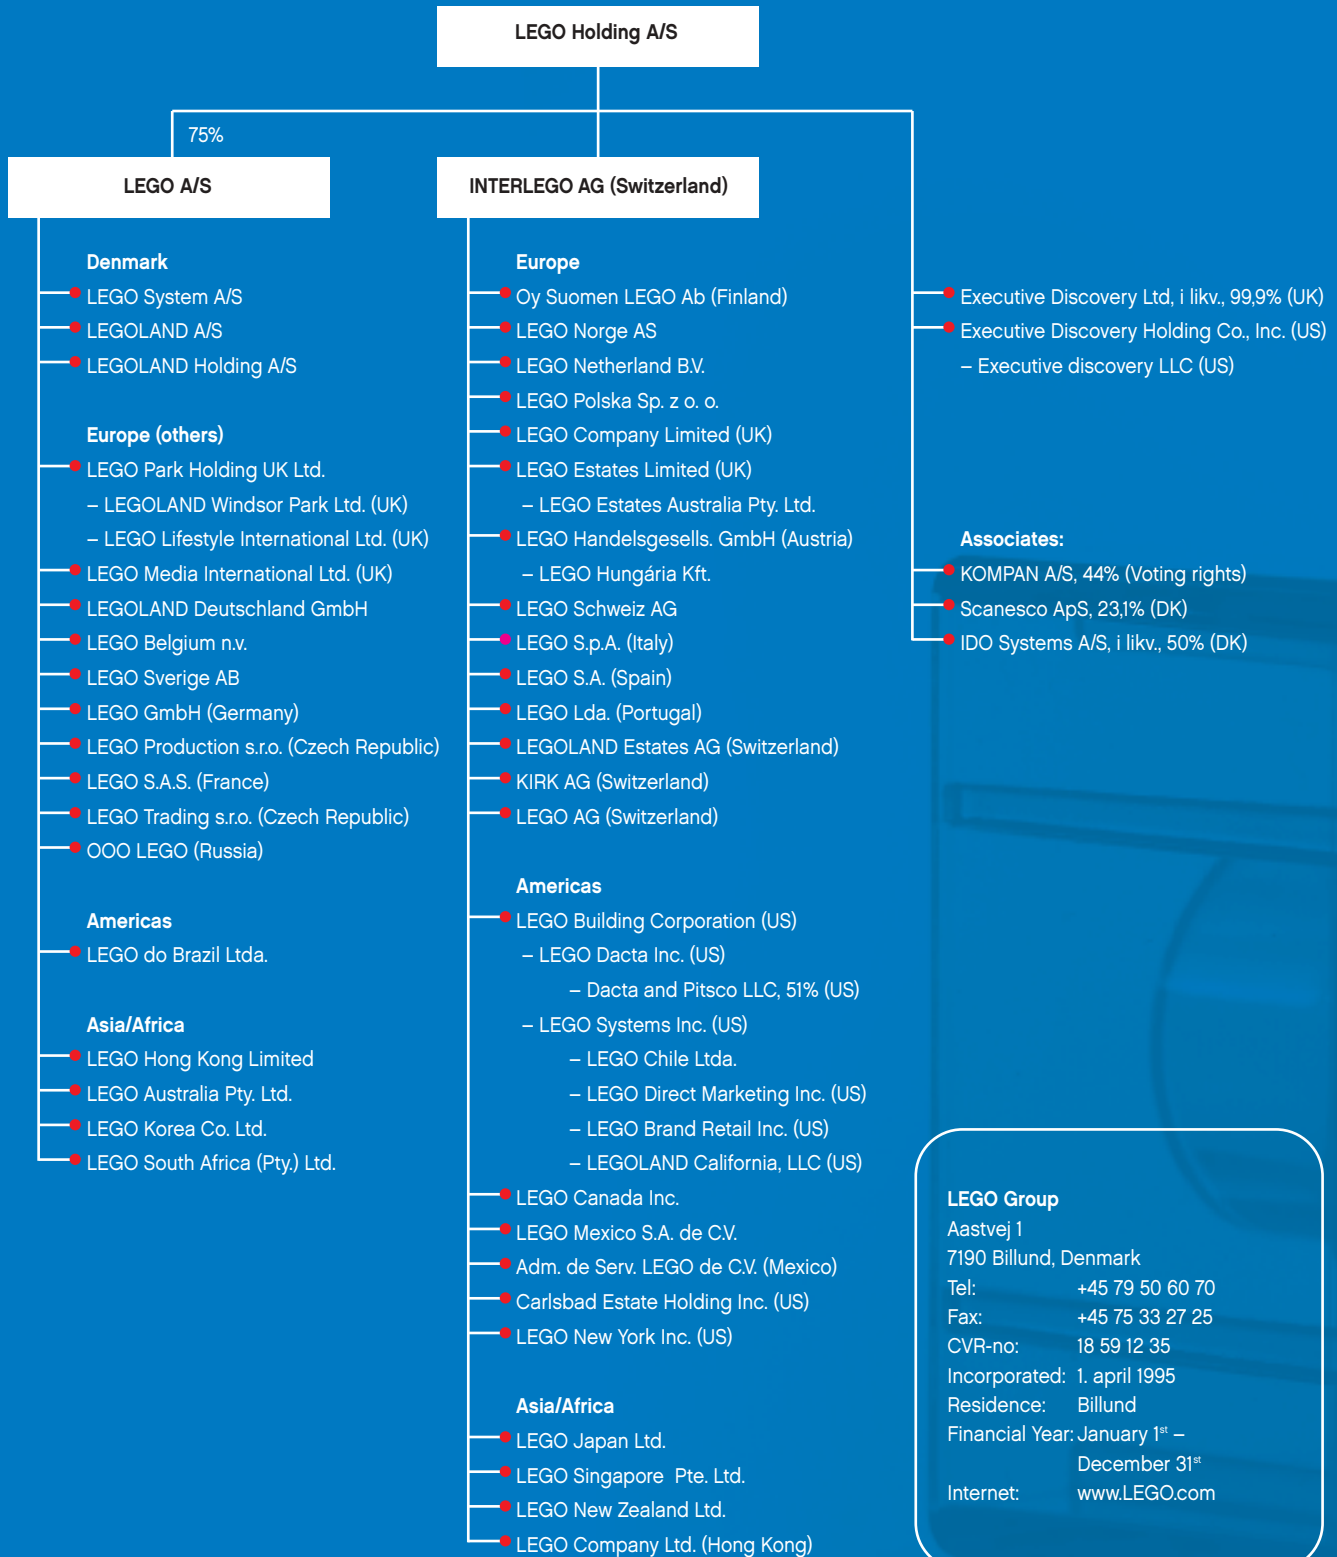 LEGO Holding A/S
75%
LEGO A/S
Denmark
LEGO System A/S
LEGOLAND A/S
LEGOLAND Holding A/S
Europe (others)
LEGO Park Holding UK Ltd.
– LEGOLAND Windsor Park Ltd. (UK)
– LEGO Lifestyle International Ltd. (UK)
LEGO Media International Ltd. (UK)
LEGOLAND Deutschland GmbH
LEGO Belgium n.v.
LEGO Sverige AB
LEGO GmbH (Germany)
LEGO Production s.r.o. (Czech Republic)
LEGO S.A.S. (France)
LEGO Trading s.r.o. (Czech Republic)
OOO LEGO (Russia)
Americas
LEGO do Brazil Ltda.
Asia/Africa
LEGO Hong Kong Limited
LEGO Australia Pty. Ltd.
LEGO Korea Co. Ltd.
LEGO South Africa (Pty.) Ltd.
INTERLEGO AG (Switzerland)
Europe
Oy Suomen LEGO Ab (Finland)
LEGO Norge AS
LEGO Netherland B.V.
LEGO Polska Sp. z o. o.
LEGO Company Limited (UK)
LEGO Estates Limited (UK)
– LEGO Estates Australia Pty. Ltd.
LEGO Handelsgesells. GmbH (Austria)
– LEGO Hungária Kft.
LEGO Schweiz AG
LEGO S.p.A. (Italy)
LEGO S.A. (Spain)
LEGO Lda. (Portugal)
LEGOLAND Estates AG (Switzerland)
KIRK AG (Switzerland)
LEGO AG (Switzerland)
Americas
LEGO Building Corporation (US)
– LEGO Dacta Inc. (US)
– Dacta and Pitsco LLC, 51% (US)
– LEGO Systems Inc. (US)
– LEGO Chile Ltda.
– LEGO Direct Marketing Inc. (US)
– LEGO Brand Retail Inc. (US)
– LEGOLAND California, LLC (US)
LEGO Canada Inc.
LEGO Mexico S.A. de C.V.
Adm. de Serv. LEGO de C.V. (Mexico)
Carlsbad Estate Holding Inc. (US)
LEGO New York Inc. (US)
Asia/Africa
LEGO Japan Ltd.
LEGO Singapore Pte. Ltd.
LEGO New Zealand Ltd.
LEGO Company Ltd. (Hong Kong)
Executive Discovery Ltd, i likv., 99,9% (UK)
Executive Discovery Holding Co., Inc. (US)
– Executive discovery LLC (US)
Associates:
KOMPAN A/S, 44% (Voting rights)
Scanesco ApS, 23,1% (DK)
IDO Systems A/S, i likv., 50% (DK)
LEGO Group
Aastvej 1
7190 Billund, Denmark
Tel: +45 79 50 60 70
Fax: +45 75 33 27 25
CVR-no: 18 59 12 35
Incorporated: 1. april 1995
Residence: Billund
Financial Year: January 1st –
December 31st
Internet: www.LEGO.com